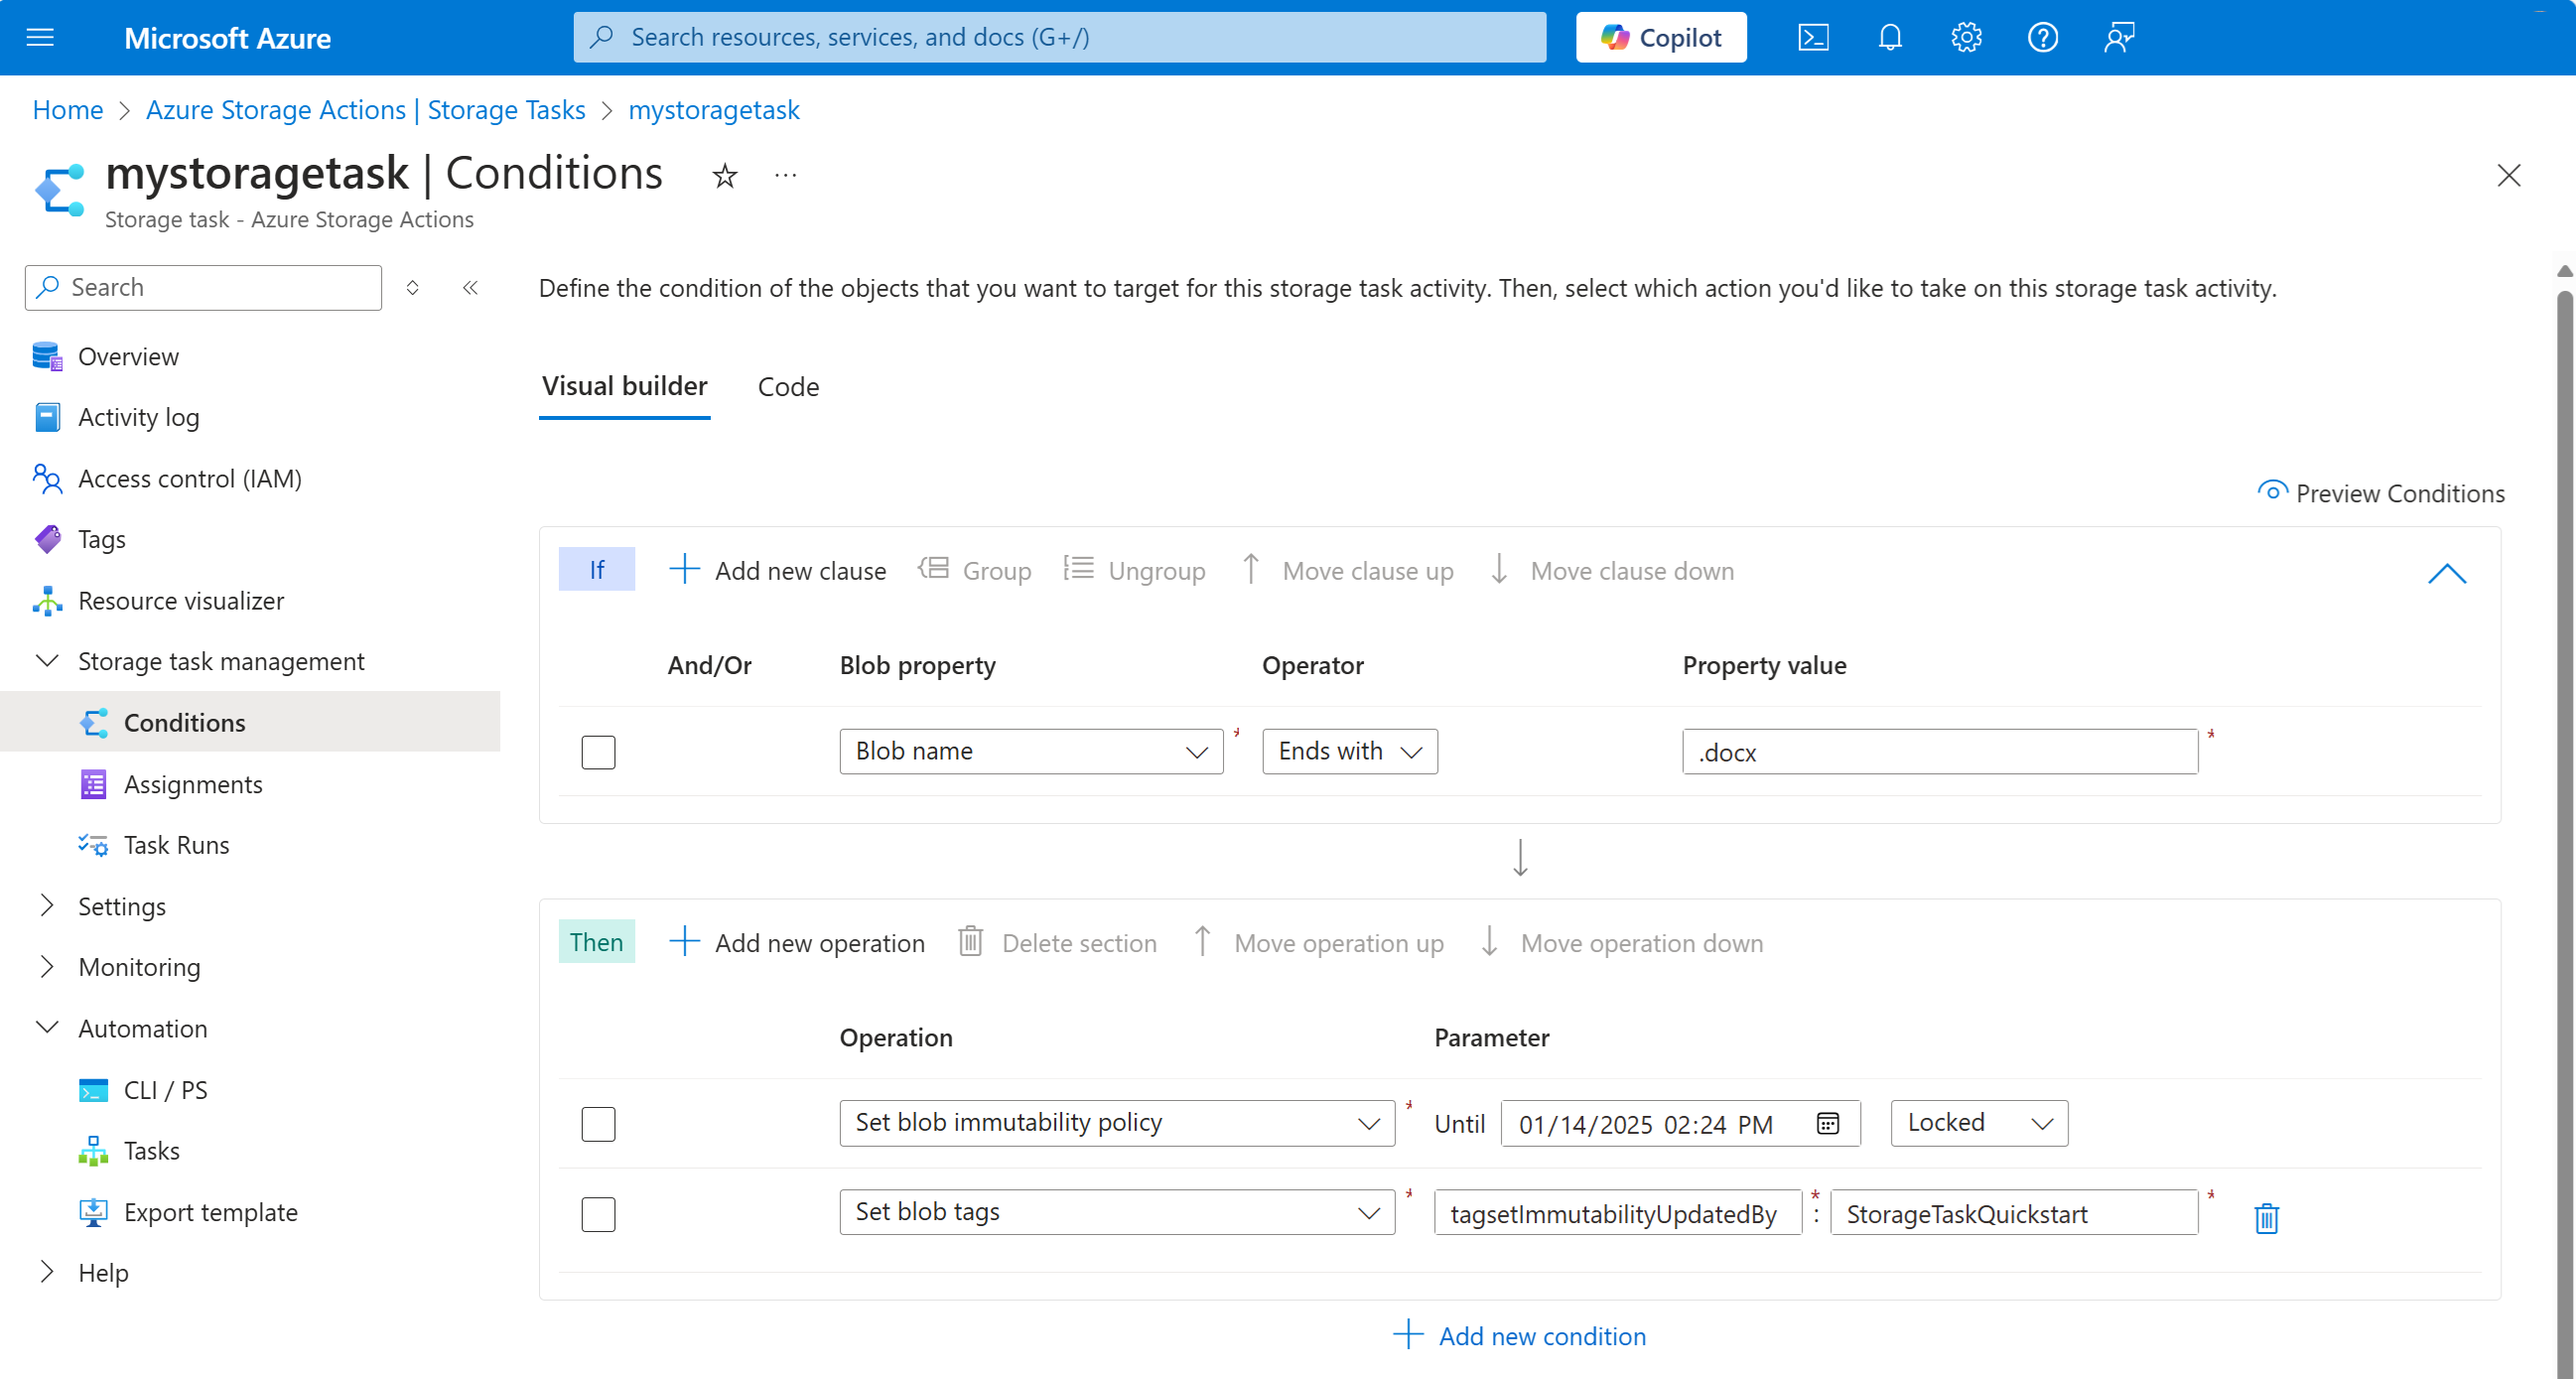 Microsoft Azure
Search resources, services, and docs (G+/)
Copilot
Home > Azure Storage Actions | Storage Tasks > mystoragetask
mystoragetask | Conditions
Storage task - Azure Storage Actions
Search
Overview
Activity log
Access control (IAM)
Tags
Resource visualizer
Storage task management
Conditions
Assignments
Task Runs
Settings
Monitoring
Automation
CLI / PS
Tasks
Export template
Help
Define the condition of the objects that you want to target for this storage task activity. Then, select which action you'd like to take on this storage task activity.
Visual builder Code
Preview Conditions
If Add new clause Group Ungroup Move clause up Move clause down
And/Or Blob property Operator Property value
Blob name * Ends with .docx *
Then Add new operation Delete section Move operation up Move operation down
Operation Parameter
Set blob immutability policy * Until 01/14/2025 02:24 PM Locked
Set blob tags * tagsetImmutabilityUpdatedBy * : StorageTaskQuickstart *
Add new condition